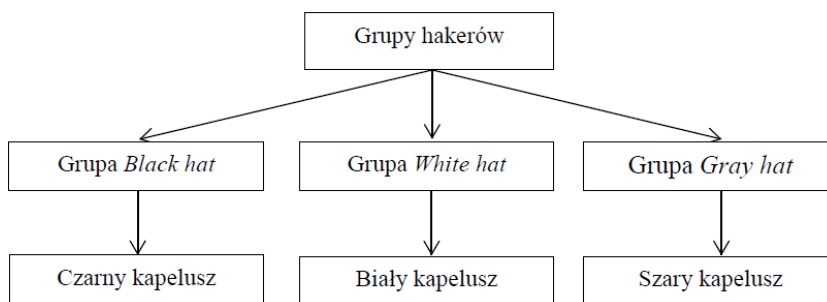 Grupy hakerów
Grupa Black hat
Grupa White hat
Grupa Gray hat
Czarny kapelusz
Biały kapelusz
Szary kapelusz